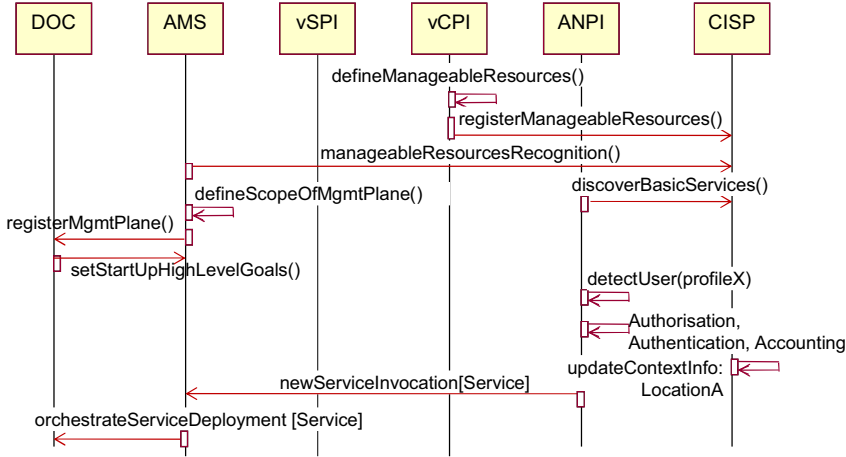 DOC
AMS
vSPI
vCPI
ANPI
CISP
defineManageableResources()
registerManageableResources()
manageableResourcesRecognition()
defineScopeOfMgmtPlane()
discoverBasicServices()
registerMgmtPlane()
setStartUpHighLevelGoals()
detectUser(profileX)
Authorisation,
Authentication, Accounting
updateContextInfo:
LocationA
newServiceInvocation[Service]
orchestrateServiceDeployment [Service]